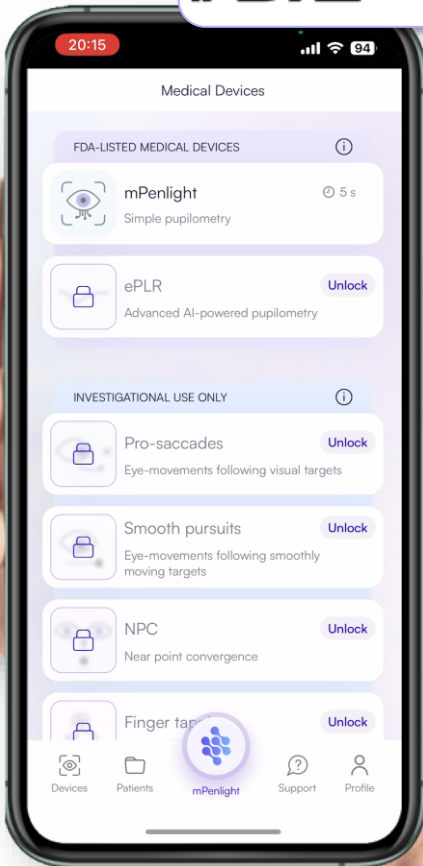 20:15
94
Medical Devices
FDA-LISTED MEDICAL DEVICES
mPenlight
5 s
Simple pupilometry
ePLR
Unlock
Advanced AI-powered pupilometry
INVESTIGATIONAL USE ONLY
Pro-saccades
Unlock
Eye-movements following visual targets
Smooth pursuits
Unlock
Eye-movements following smoothly
moving targets
NPC
Unlock
Near point convergence
Finger
Unlock
Devices
Patients
mPenlight
Support
Profile